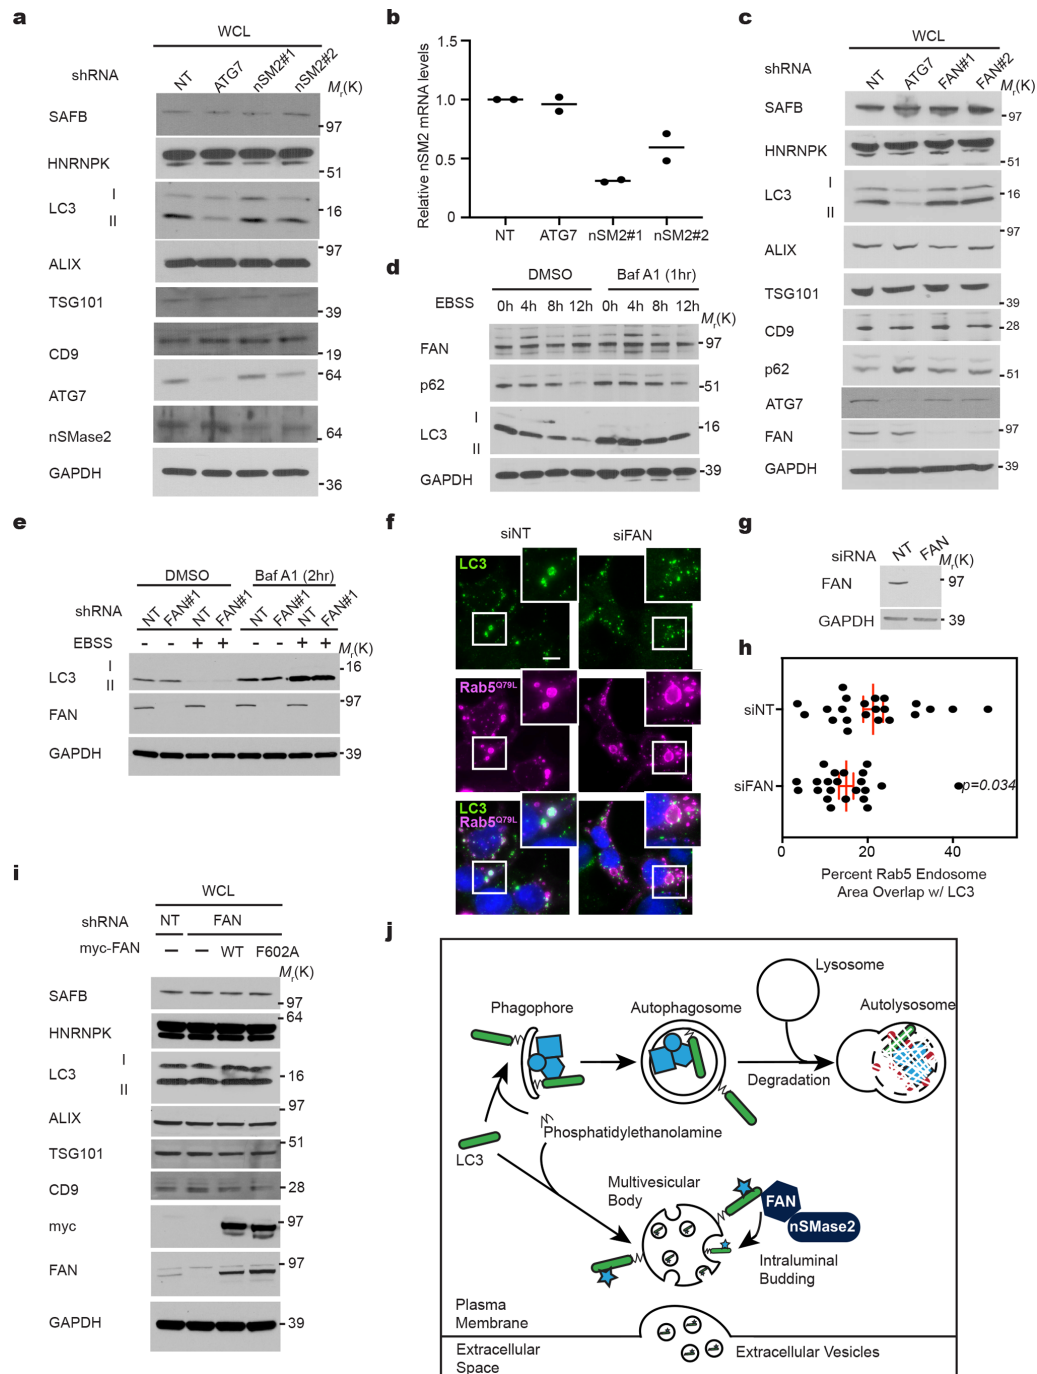 a
WCL
shRNA
NT
ATG7
nSM2#1
nSM2#2
Mr(K)
SAFB
97
HNRNPK
51
LC3
I
II
16
ALIX
97
TSG101
39
CD9
19
ATG7
64
nSMase2
64
GAPDH
36
b
Relative nSM2 mRNA levels
1.5
1.0
0.5
0
NT ATG7 nSM2#1 nSM2#2
c
WCL
shRNA
NT
ATG7
FAN#1
FAN#2
Mr(K)
SAFB
97
HNRNPK
51
LC3
I
II
16
ALIX
97
TSG101
39
CD9
28
p62
51
ATG7
FAN
97
GAPDH
39
d
DMSO Baf A1 (1hr)
EBSS 0h 4h 8h 12h 0h 4h 8h 12h
Mr(K)
FAN
97
p62
51
LC3
I
II
16
GAPDH
39
e
DMSO Baf A1 (2hr)
shRNA NT FAN#1 NT FAN#1 NT FAN#1 NT FAN#1
EBSS - - + + - - + +
Mr(K)
LC3
I
II
16
FAN
97
GAPDH
39
f
siNT siFAN
LC3
Rab5Q79L
LC3
Rab5Q79L
g
siRNA NT FAN
Mr(K)
FAN
97
GAPDH
39
h
siNT
siFAN
p=0.034
0 20 40
Percent Rab5 Endosome
Area Overlap w/ LC3
i
WCL
shRNA NT FAN
myc-FAN – – WT F602A
Mr(K)
SAFB
97
HNRNPK
64
LC3
I
II
16
ALIX
97
TSG101
51
CD9
28
myc
97
FAN
97
GAPDH
39
j
Lysosome
Phagophore
Autophagosome
Autolysosome
Degradation
Phosphatidylethanolamine
LC3
Multivesicular
Body
FAN
nSMase2
Intraluminal
Budding
Plasma
Membrane
Extracellular
Space
Extracellular Vesicles